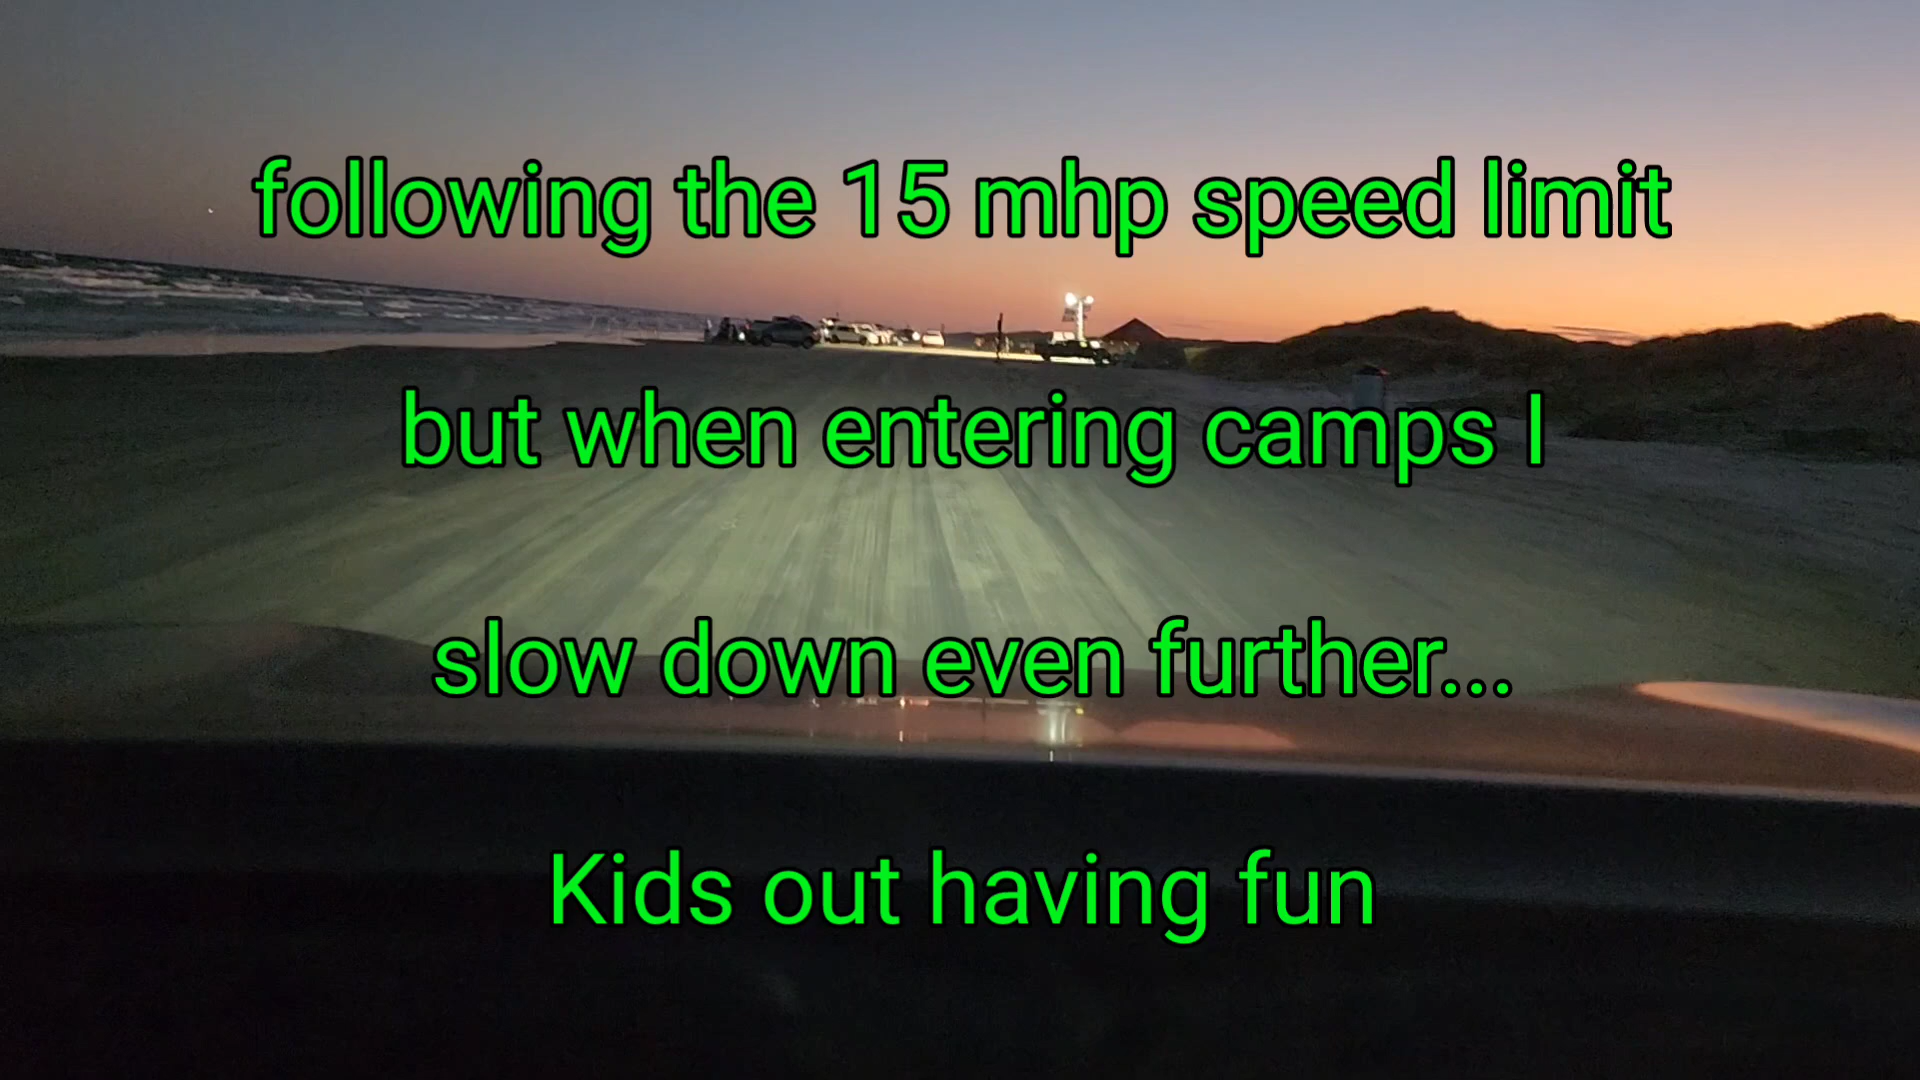 following the 15 mhp speed limit
but when entering camps I
slow down even further...
Kids out having fun